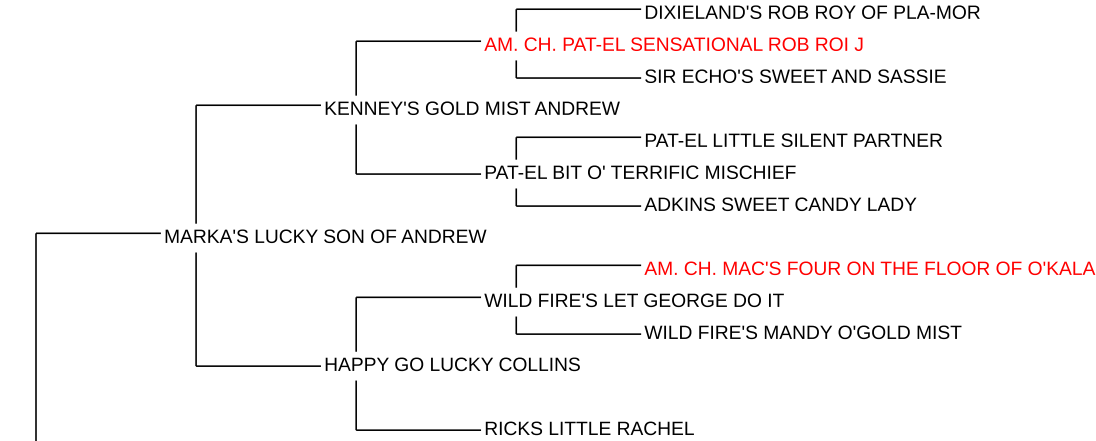 DIXIELAND'S ROB ROY OF PLA-MOR
AM. CH. PAT-EL SENSATIONAL ROB ROI J
SIR ECHO'S SWEET AND SASSIE
KENNEY'S GOLD MIST ANDREW
PAT-EL LITTLE SILENT PARTNER
PAT-EL BIT O' TERRIFIC MISCHIEF
ADKINS SWEET CANDY LADY
MARKA'S LUCKY SON OF ANDREW
AM. CH. MAC'S FOUR ON THE FLOOR OF O'KALA
WILD FIRE'S LET GEORGE DO IT
WILD FIRE'S MANDY O'GOLD MIST
HAPPY GO LUCKY COLLINS
RICKS LITTLE RACHEL